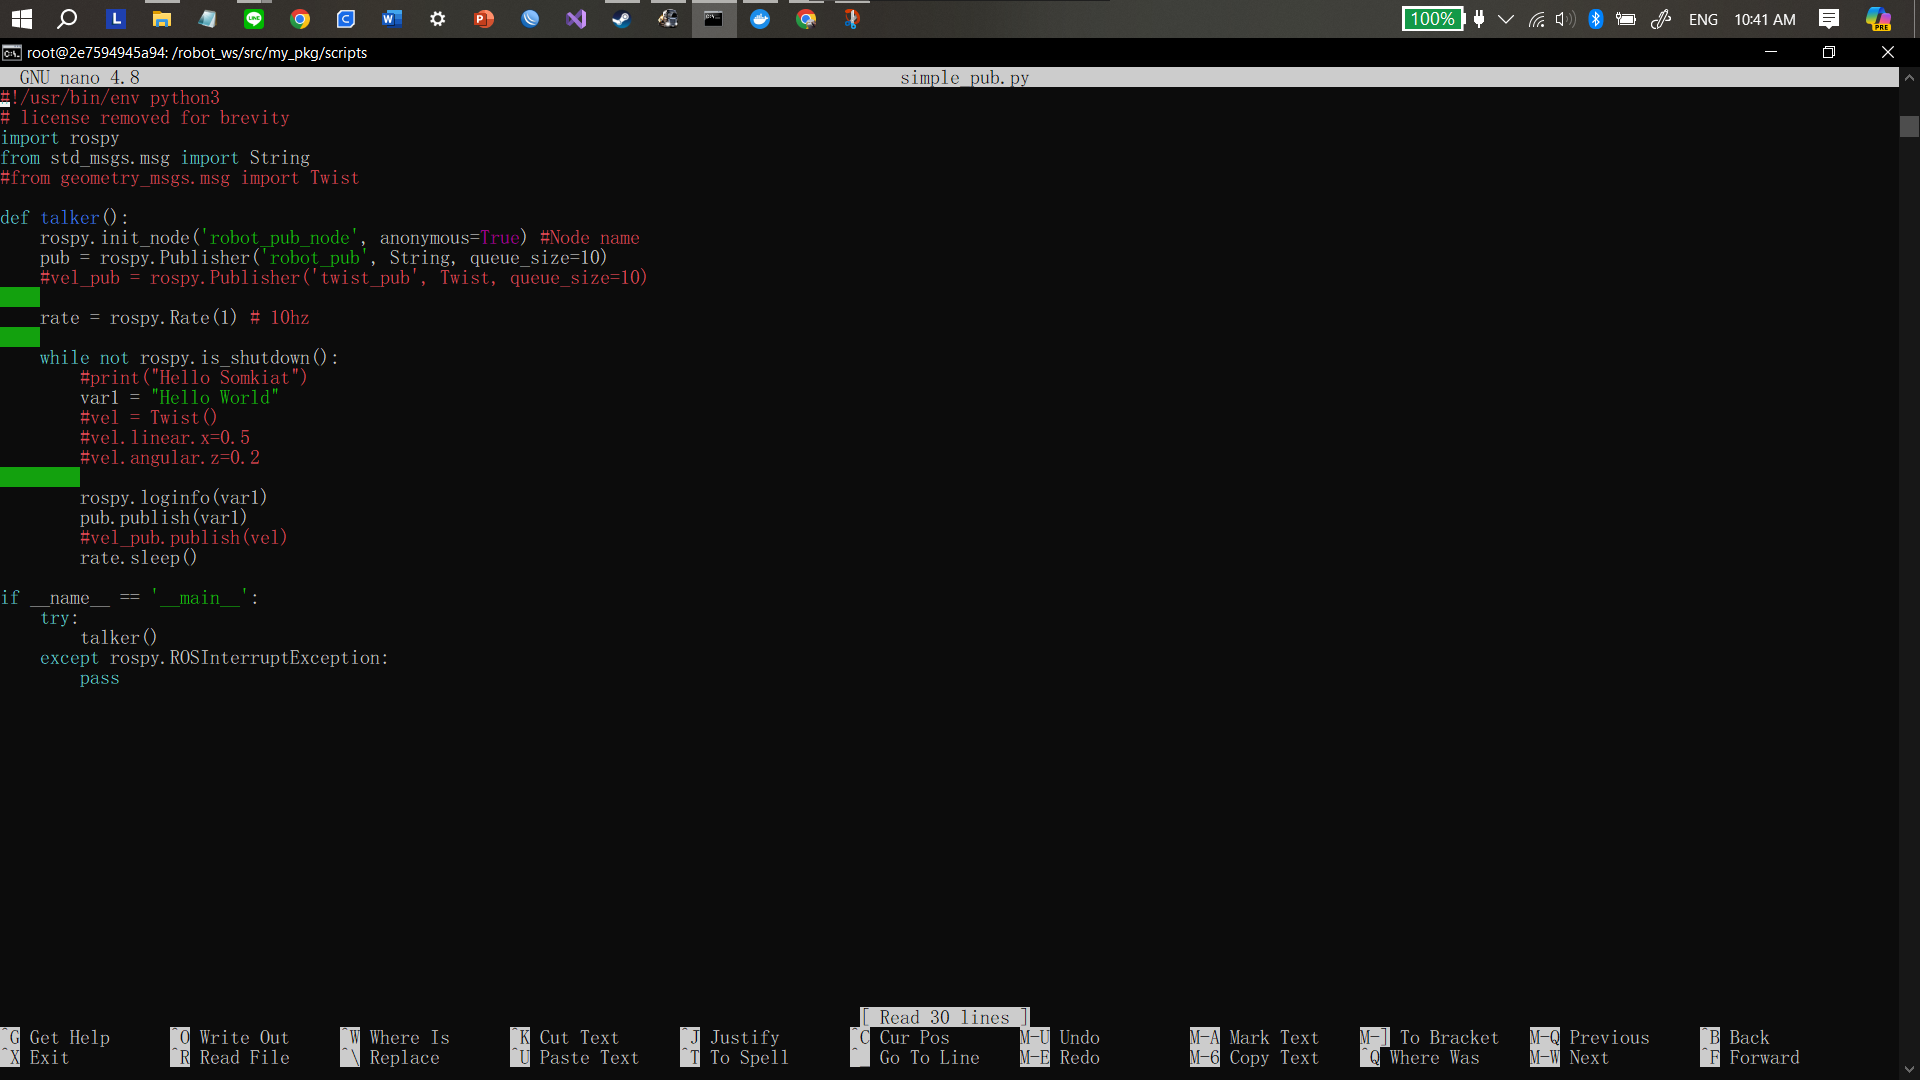 100%
ENG
10:41 AM
root@2e7594945a94: /robot_ws/src/my_pkg/scripts
GNU nano 4.8 simple_pub.py
#!/usr/bin/env python3
# license removed for brevity
import rospy
from std_msgs.msg import String
#from geometry_msgs.msg import Twist
def talker():
    rospy.init_node('robot_pub_node', anonymous=True) #Node name
    pub = rospy.Publisher('robot_pub', String, queue_size=10)
    #vel_pub = rospy.Publisher('twist_pub', Twist, queue_size=10)
    rate = rospy.Rate(1) # 10hz
    while not rospy.is_shutdown():
        #print("Hello Somkiat")
        var1 = "Hello World"
        #vel = Twist()
        #vel.linear.x=0.5
        #vel.angular.z=0.2
        rospy.loginfo(var1)
        pub.publish(var1)
        #vel_pub.publish(vel)
        rate.sleep()
if __name__ == '__main__':
    try:
        talker()
    except rospy.ROSInterruptException:
        pass
[ Read 30 lines ]
^G Get Help ^O Write Out ^W Where Is ^K Cut Text ^J Justify ^C Cur Pos M-U Undo M-A Mark Text M-] To Bracket M-Q Previous ^B Back
^X Exit ^R Read File ^\ Replace ^U Paste Text ^T To Spell ^_ Go To Line M-E Redo M-6 Copy Text ^Q Where Was M-W Next ^F Forward